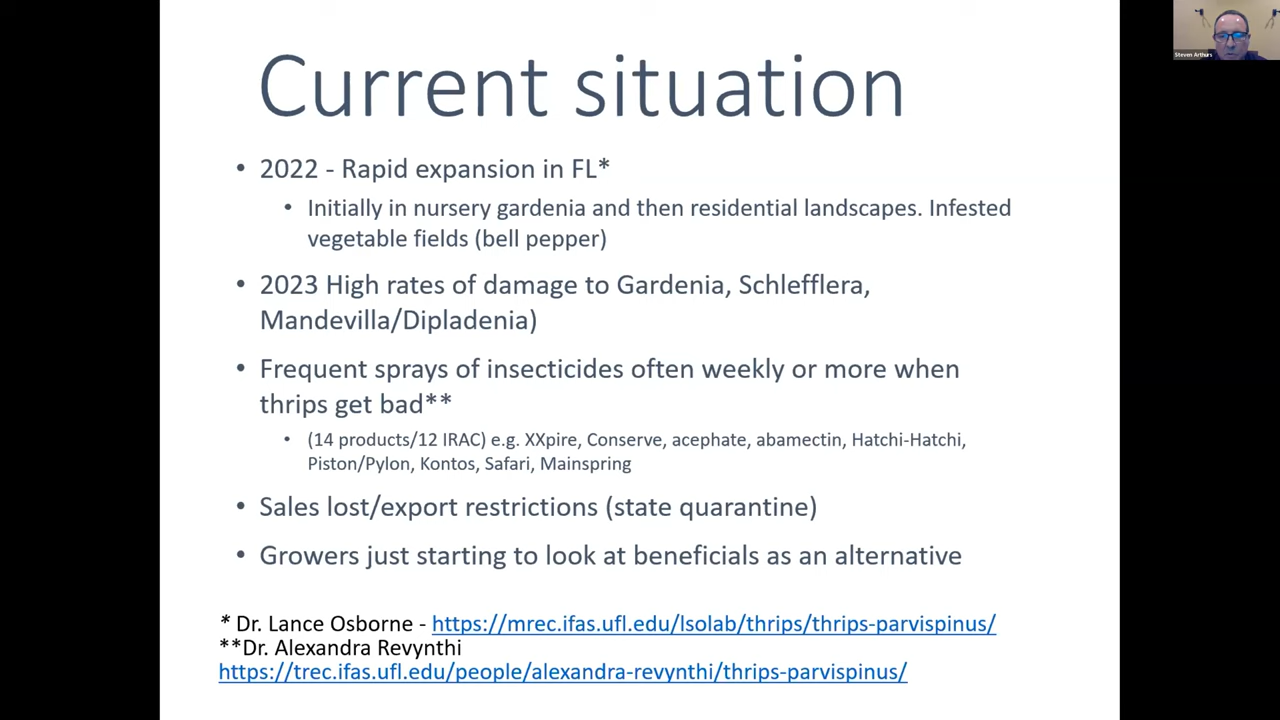 Current situation
• 2022 - Rapid expansion in FL*
• Initially in nursery gardenia and then residential landscapes. Infested
vegetable fields (bell pepper)
• 2023 High rates of damage to Gardenia, Schlefflera,
Mandevilla/Dipladenia)
• Frequent sprays of insecticides often weekly or more when
thrips get bad**
• (14 products/12 IRAC) e.g. XXpire, Conserve, acephate, abamectin, Hatchi-Hatchi,
Piston/Pylon, Kontos, Safari, Mainspring
• Sales lost/export restrictions (state quarantine)
• Growers just starting to look at beneficials as an alternative
* Dr. Lance Osborne - https://mrec.ifas.ufl.edu/lsolab/thrips/thrips-parvispinus/
**Dr. Alexandra Revynthi
https://trec.ifas.ufl.edu/people/alexandra-revynthi/thrips-parvispinus/
Steven Arthurs